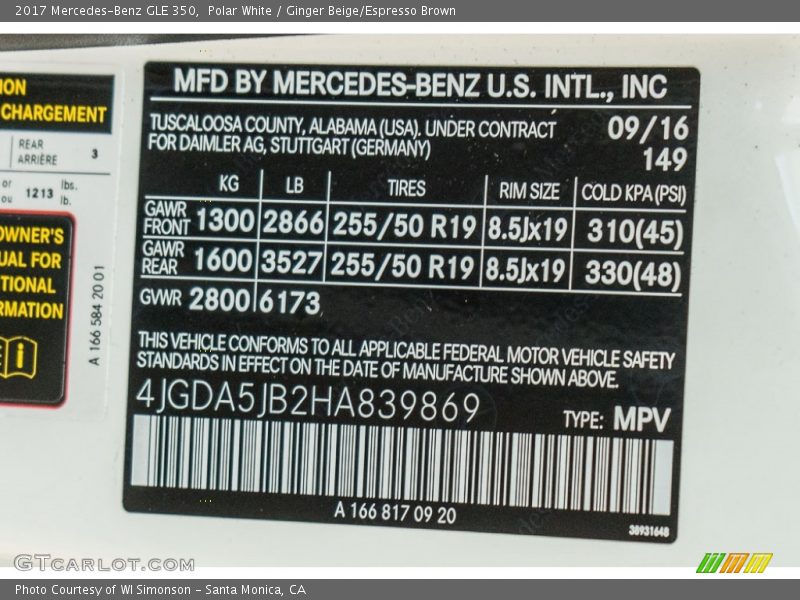 2017 Mercedes-Benz GLE 350, Polar White / Ginger Beige/Espresso Brown
ION
CHARGEMENT
REAR
ARRIÈRE 3
or
ou 1213 lbs.
lb.
OWNER'S
UAL FOR
TIONAL
RMATION
A 166 584 20 01
MFD BY MERCEDES-BENZ U.S. INTL., INC
TUSCALOOSA COUNTY, ALABAMA (USA). UNDER CONTRACT 09/16
FOR DAIMLER AG, STUTTGART (GERMANY) 149
KG LB TIRES RIM SIZE COLD KPA (PSI)
GAWR FRONT 1300 2866 255/50 R19 8.5Jx19 310(45)
GAWR REAR 1600 3527 255/50 R19 8.5Jx19 330(48)
GVWR 2800 6173
THIS VEHICLE CONFORMS TO ALL APPLICABLE FEDERAL MOTOR VEHICLE SAFETY
STANDARDS IN EFFECT ON THE DATE OF MANUFACTURE SHOWN ABOVE.
4JGDA5JB2HA839869 TYPE: MPV
A 166 817 09 20
38931648
GTCARLOT.COM
Photo Courtesy of WI Simonson - Santa Monica, CA